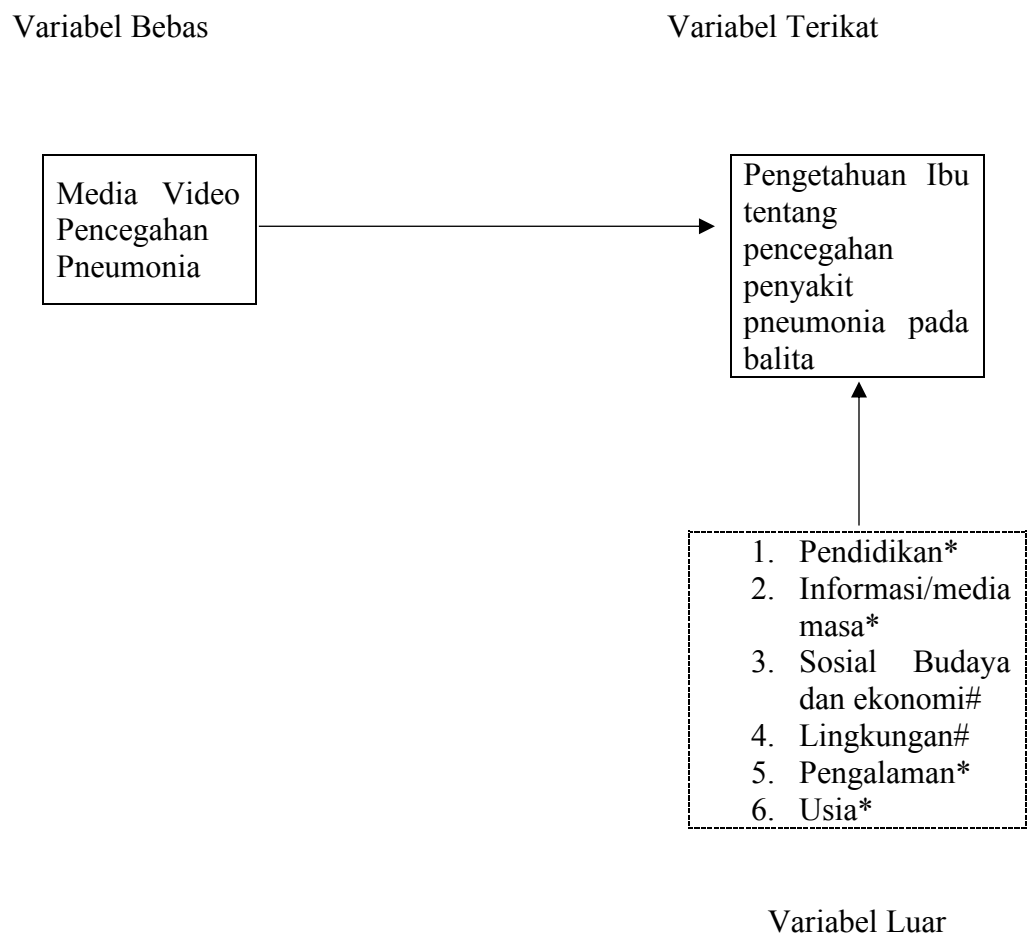 Variabel Bebas
Variabel Terikat
Media Video
Pencegahan
Pneumonia
Pengetahuan Ibu
tentang
pencegahan
penyakit
pneumonia pada
balita
1. Pendidikan*
2. Informasi/media
masa*
3. Sosial Budaya
dan ekonomi#
4. Lingkungan#
5. Pengalaman*
6. Usia*
Variabel Luar